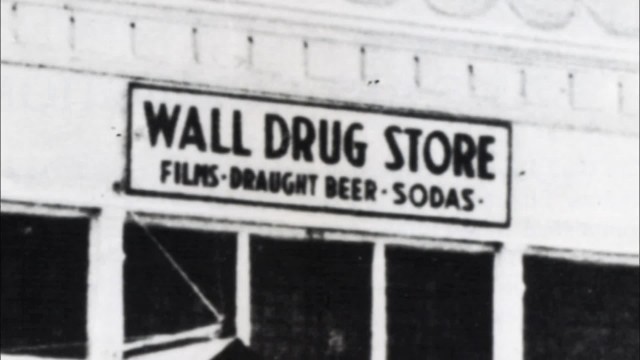 WALL DRUG STORE
FILMS·DRAUGHT BEER·SODAS·